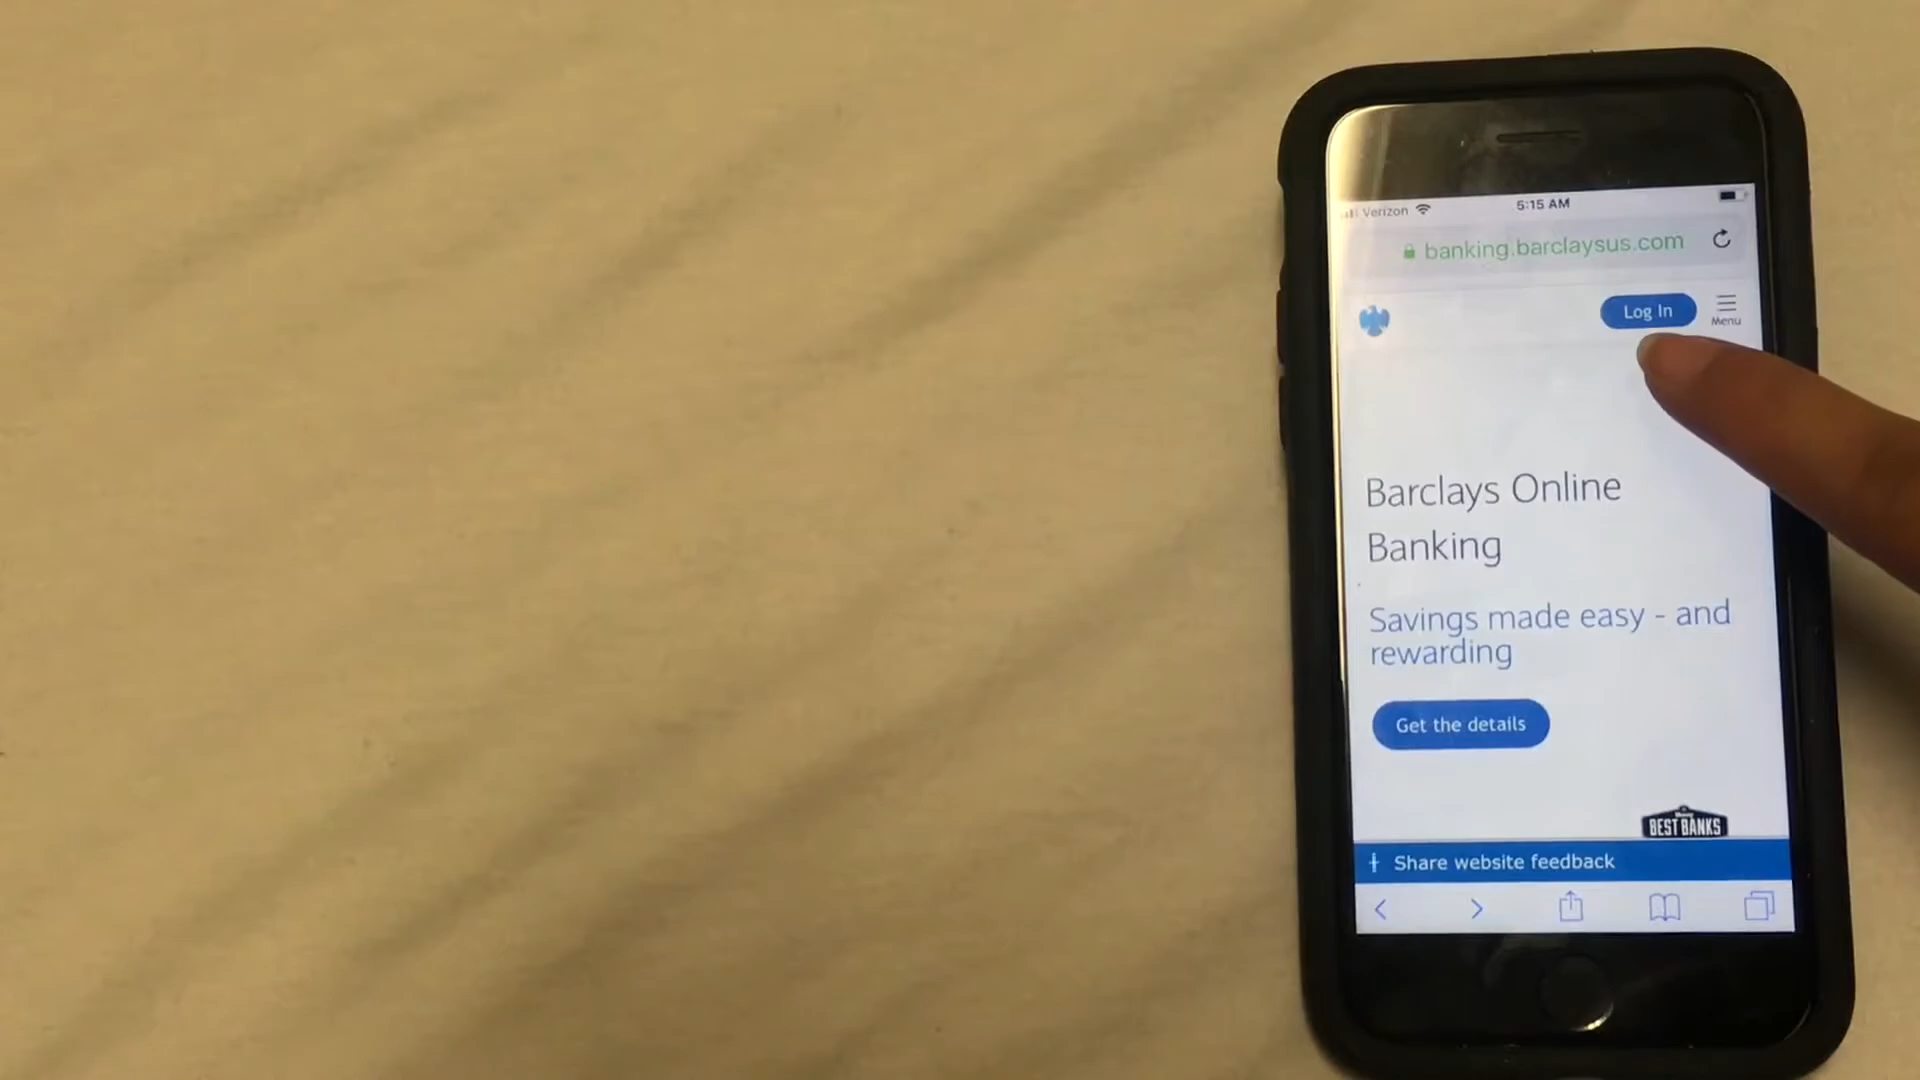 Verizon 5:15 AM
banking.barclaysus.com
Log In
Menu
Barclays Online
Banking
Savings made easy - and
rewarding
Get the details
BEST BANKS
Share website feedback